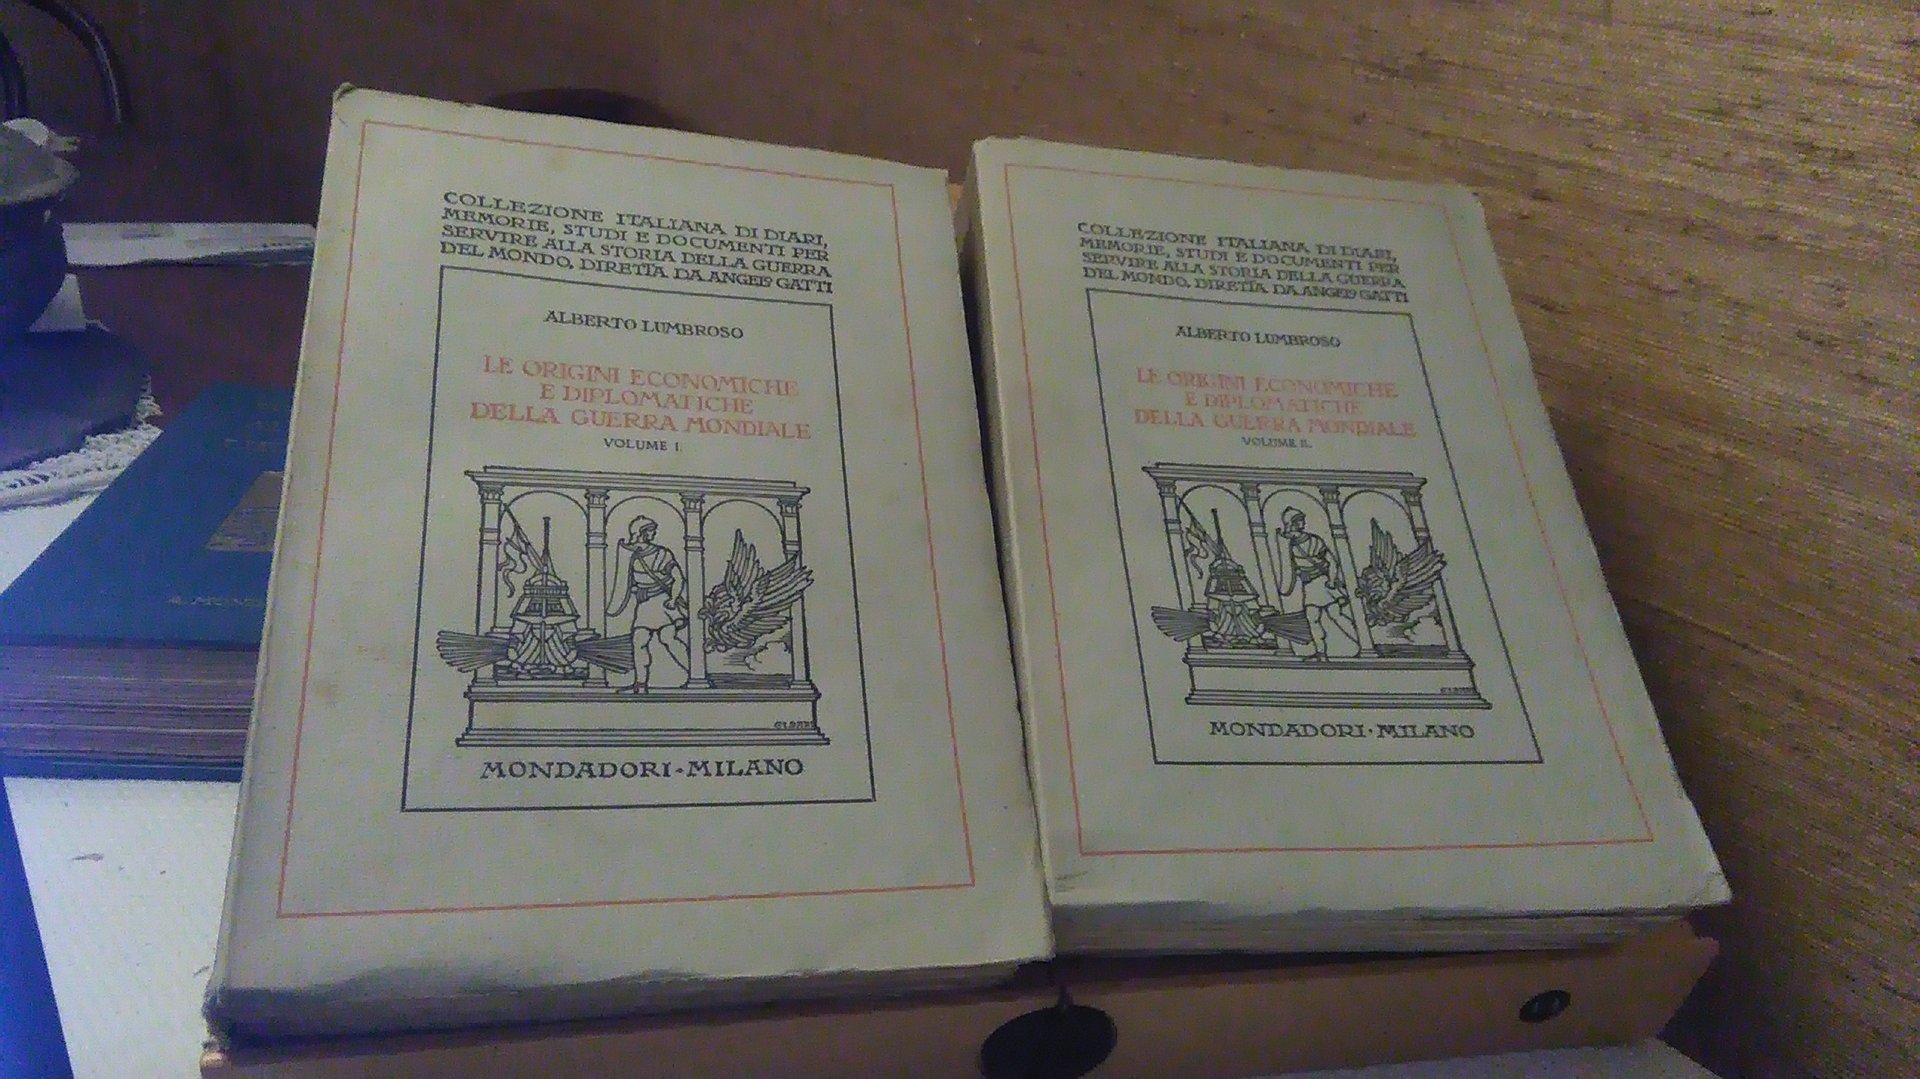 COLLEZIONE ITALIANA DI DIARI,
MEMORIE, STUDI E DOCUMENTI PER
SERVIRE ALLA STORIA DELLA GUERRA
DEL MONDO, DIRETTA DA ANGELO GATTI
ALBERTO LUMBROSO
LE ORIGINI ECONOMICHE
E DIPLOMATICHE
DELLA GUERRA MONDIALE
VOLUME I.
MONDADORI·MILANO
COLLEZIONE ITALIANA DI DIARI,
MEMORIE, STUDI E DOCUMENTI PER
SERVIRE ALLA STORIA DELLA GUERRA
DEL MONDO, DIRETTA DA ANGELO GATTI
ALBERTO LUMBROSO
LE ORIGINI ECONOMICHE
E DIPLOMATICHE
DELLA GUERRA MONDIALE
VOLUME II.
MONDADORI·MILANO